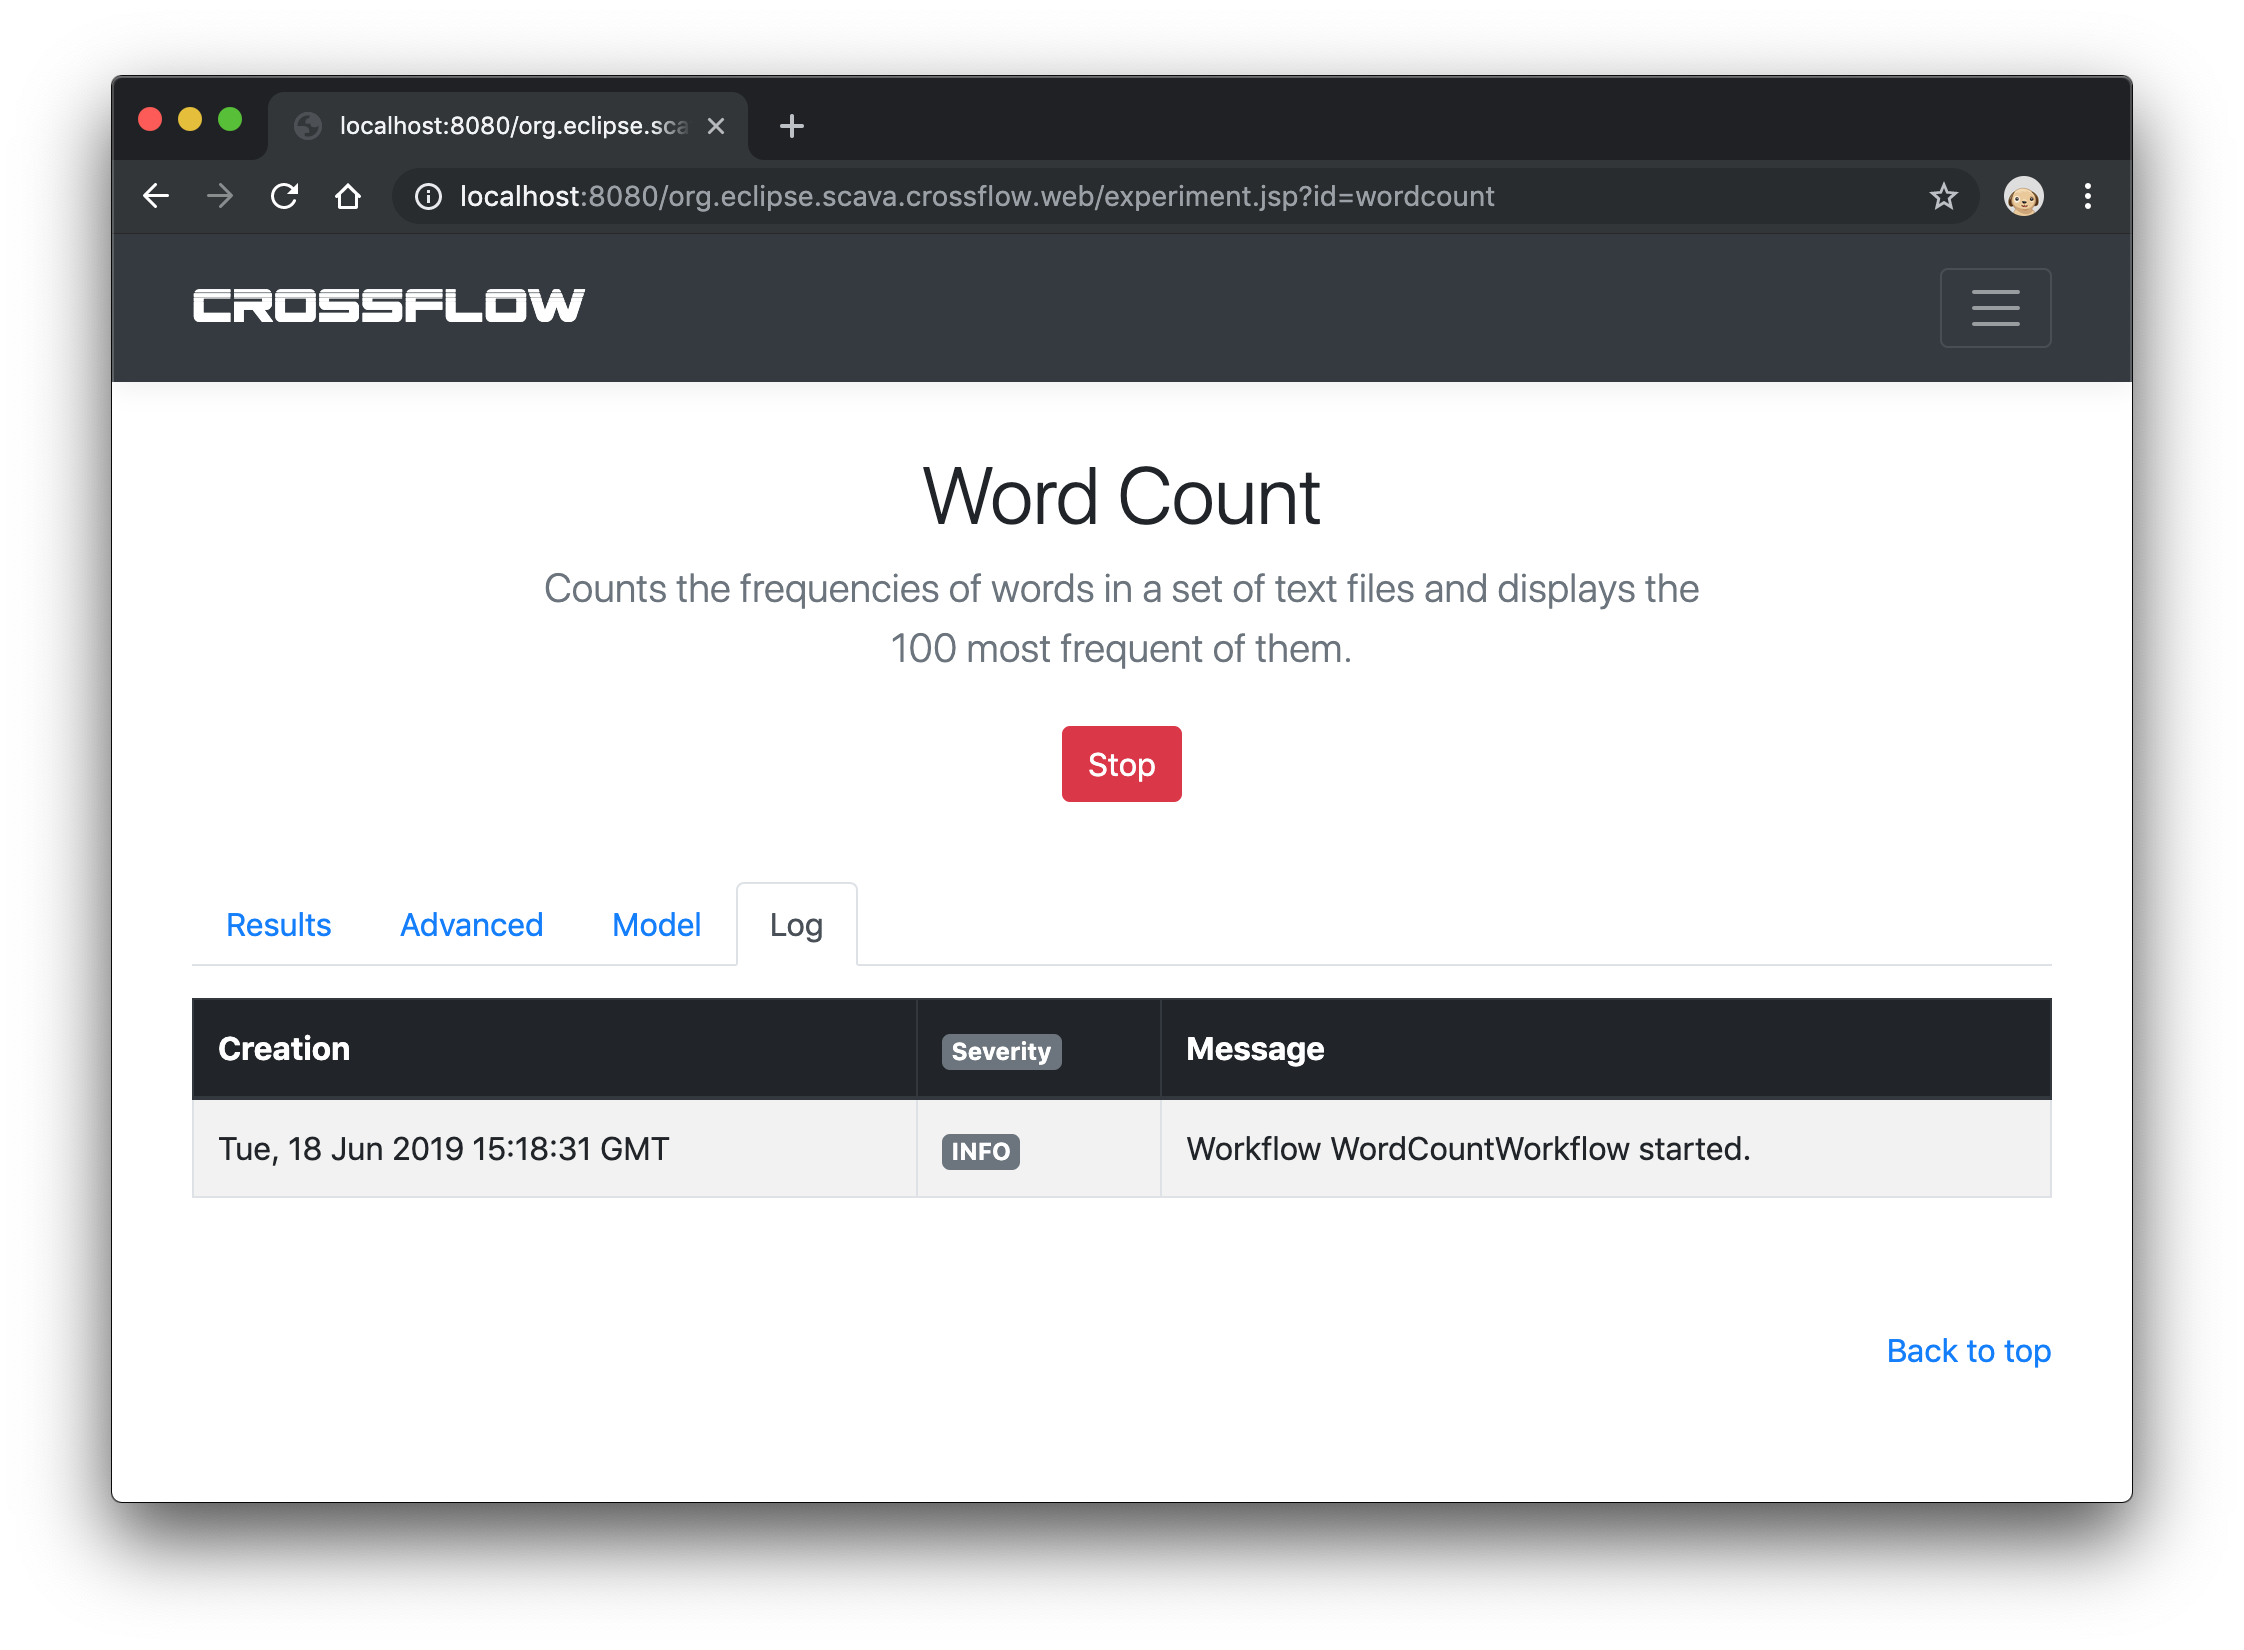 localhost:8080/org.eclipse.sca
localhost:8080/org.eclipse.scava.crossflow.web/experiment.jsp?id=wordcount
CROSSFLOW
Word Count
Counts the frequencies of words in a set of text files and displays the
100 most frequent of them.
Stop
Results Advanced Model Log
Creation Severity Message
Tue, 18 Jun 2019 15:18:31 GMT INFO Workflow WordCountWorkflow started.
Back to top